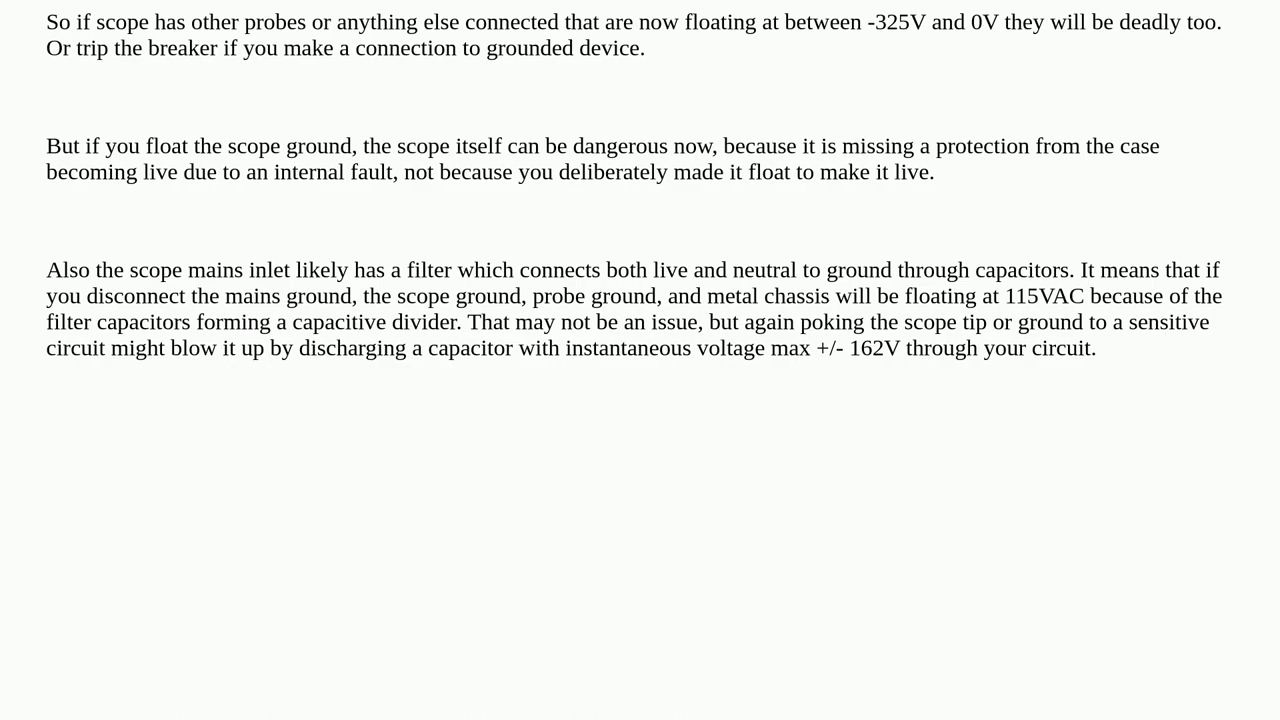 So if scope has other probes or anything else connected that are now floating at between -325V and 0V they will be deadly too.
Or trip the breaker if you make a connection to grounded device.
But if you float the scope ground, the scope itself can be dangerous now, because it is missing a protection from the case
becoming live due to an internal fault, not because you deliberately made it float to make it live.
Also the scope mains inlet likely has a filter which connects both live and neutral to ground through capacitors. It means that if
you disconnect the mains ground, the scope ground, probe ground, and metal chassis will be floating at 115VAC because of the
filter capacitors forming a capacitive divider. That may not be an issue, but again poking the scope tip or ground to a sensitive
circuit might blow it up by discharging a capacitor with instantaneous voltage max +/- 162V through your circuit.